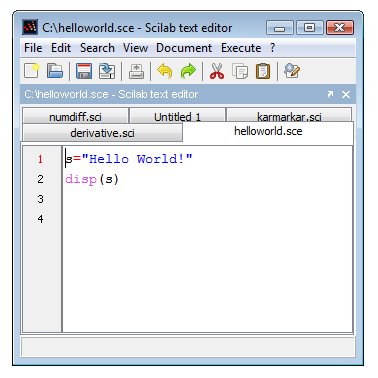 C:\helloworld.sce - Scilab text editor
File Edit Search View Document Execute ?
C:\helloworld.sce - Scilab text editor
numdiff.sci Untitled 1 karmarkar.sci
derivative.sci helloworld.sce
1 s="Hello World!"
2 disp(s)
3
4